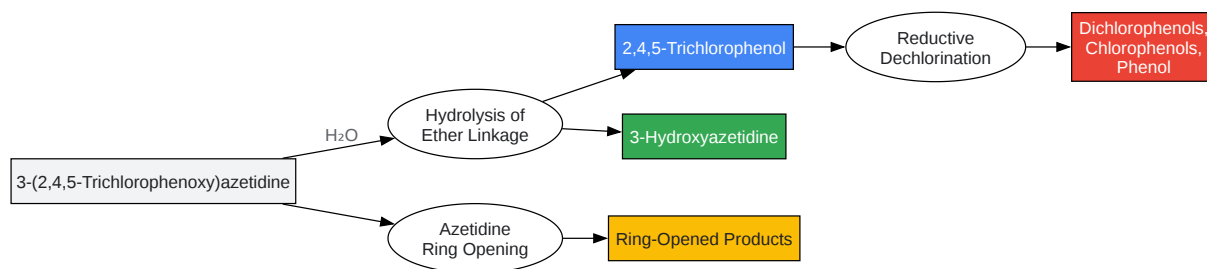 3-(2,4,5-Trichlorophenoxy)azetidine
H₂O
Hydrolysis of
Ether Linkage
2,4,5-Trichlorophenol
Reductive
Dechlorination
Dichlorophenols,
Chlorophenols,
Phenol
3-Hydroxyazetidine
Azetidine
Ring Opening
Ring-Opened Products